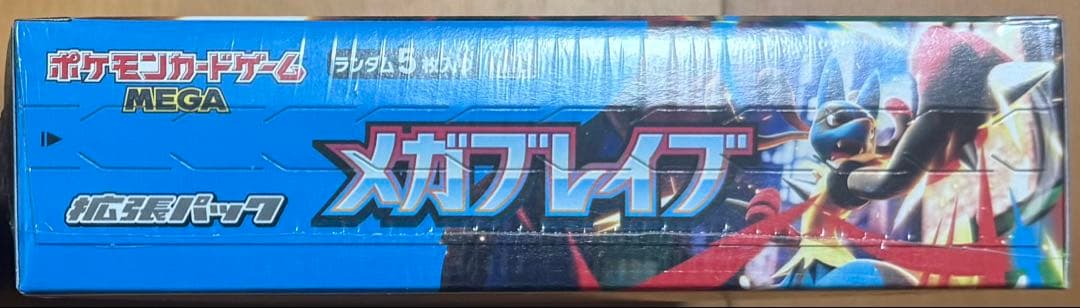 ポケモンカードゲーム
MEGA
ランダム5枚入り
メガブレイブ
拡張パック